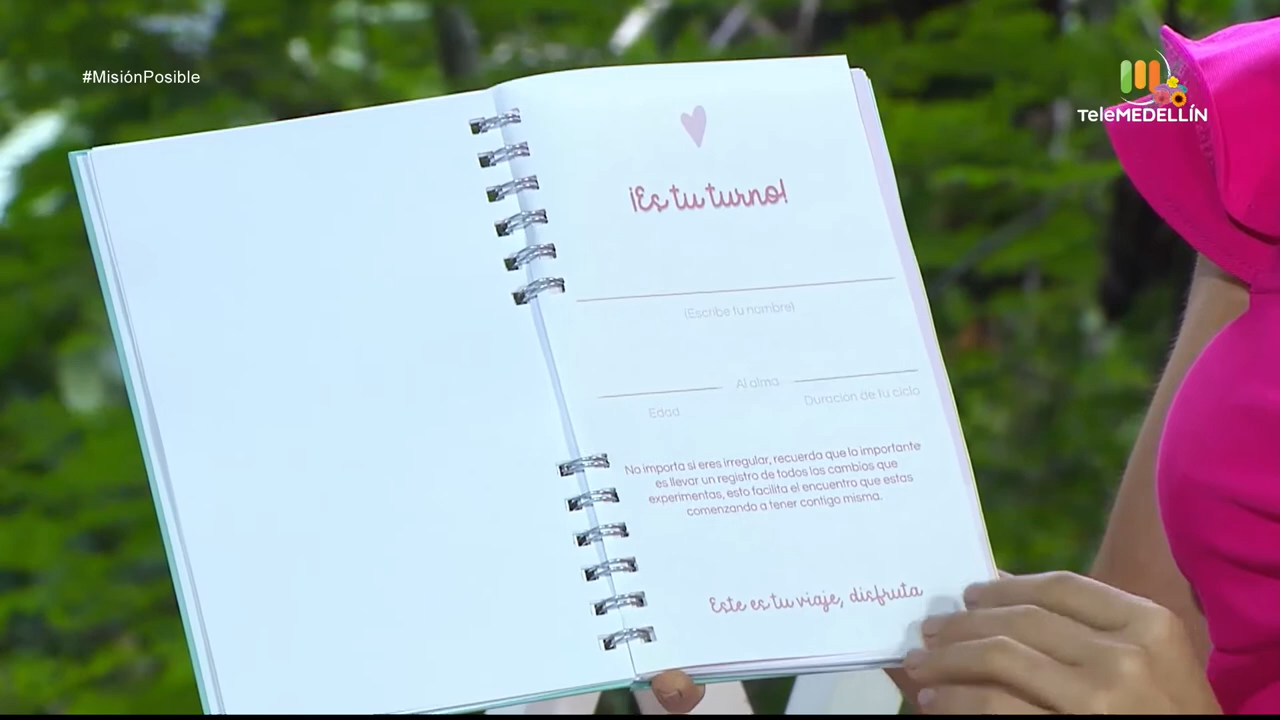 #MisiónPosible
TeleMEDELLÍN
¡Es tu turno!
(Escribe tu nombre)
Al alma
Edad
Duración de tu ciclo
No importa si eres irregular, recuerda que lo importante
es llevar un registro de todos los cambios que
experimentas, esto facilita el encuentro que estas
comenzando a tener contigo misma.
Este es tu viaje, disfruta